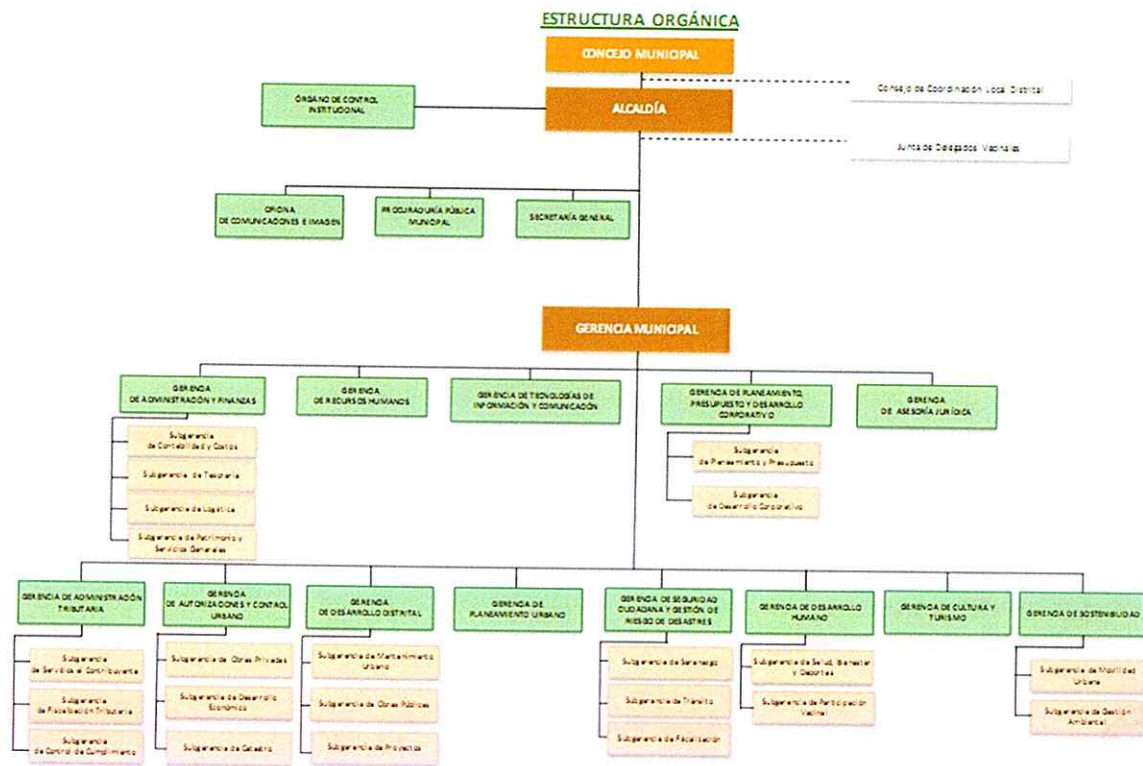 ESTRUCTURA ORGÁNICA
CONCEJO MUNICIPAL
Consejo de Coordinación Local Distrital
ÓRGANO DE CONTROL
INSTITUCIONAL
ALCALDÍA
Junta de Delegados Vecinales
OFICINA
DE COMUNICACIONES E IMAGEN
PROCURADURÍA PÚBLICA
MUNICIPAL
SECRETARÍA GENERAL
GERENCIA MUNICIPAL
GERENCIA
DE ADMINISTRACIÓN Y FINANZAS
GERENCIA
DE RECURSOS HUMANOS
GERENCIA DE TECNOLOGÍAS DE
INFORMACIÓN Y COMUNICACIÓN
GERENCIA DE PLANEAMIENTO,
PRESUPUESTO Y DESARROLLO
CORPORATIVO
GERENCIA
DE ASESORÍA JURÍDICA
Subgerencia
de Contabilidad y Costos
Subgerencia de Tesorería
Subgerencia de Logística
Subgerencia de Patrimonio y
Servicios Generales
Subgerencia
de Planeamiento y Presupuesto
Subgerencia
de Desarrollo Corporativo
GERENCIA DE ADMINISTRACIÓN
TRIBUTARIA
GERENCIA
DE AUTORIZACIONES Y CONTROL
URBANO
GERENCIA
DE DESARROLLO DISTRITAL
GERENCIA DE
PLANEAMIENTO URBANO
GERENCIA DE SEGURIDAD
CIUDADANA Y GESTIÓN DE
RIESGO DE DESASTRES
GERENCIA DE DESARROLLO
HUMANO
GERENCIA DE CULTURA Y
TURISMO
GERENCIA DE SOSTENIBILIDAD
Subgerencia
de Servicios al Contribuyente
Subgerencia
de Fiscalización Tributaria
Subgerencia
de Control de Cumplimiento
Subgerencia de Obras Privadas
Subgerencia de Desarrollo
Económico
Subgerencia de Catastro
Subgerencia de Mantenimiento
Urbano
Subgerencia de Obras Públicas
Subgerencia de Proyectos
Subgerencia de Serenazgo
Subgerencia de Tránsito
Subgerencia de Fiscalización
Subgerencia de Salud, Bienestar
y Deportes
Subgerencia de Participación
Vecinal
Subgerencia de Movilidad
Urbana
Subgerencia de Gestión
Ambiental